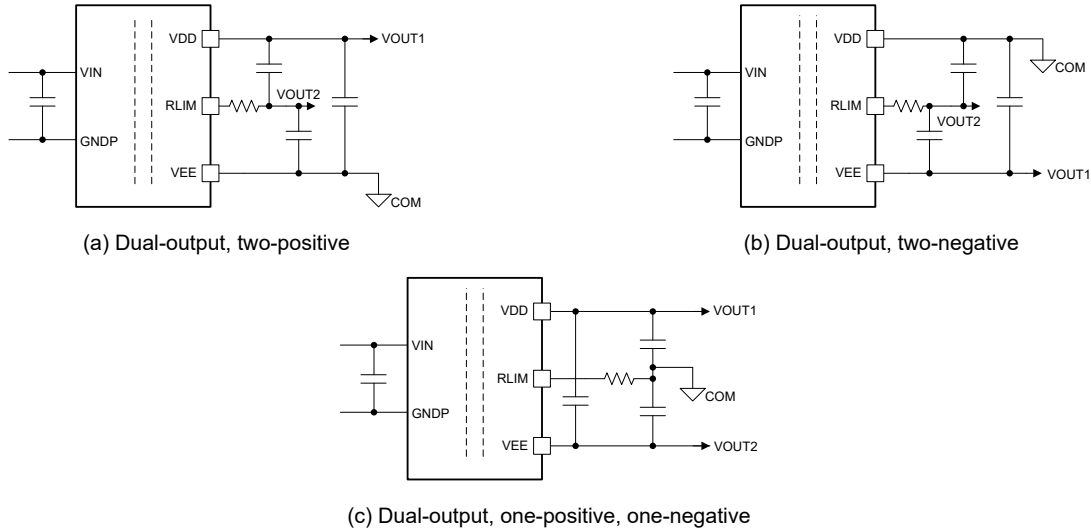 VDD
VOUT1
VIN
VOUT2
RLIM
GNDP
VEE
COM
(a) Dual-output, two-positive
VDD
COM
VIN
RLIM
VOUT2
GNDP
VEE
VOUT1
(b) Dual-output, two-negative
VDD
VOUT1
VIN
RLIM
COM
GNDP
VEE
VOUT2
(c) Dual-output, one-positive, one-negative